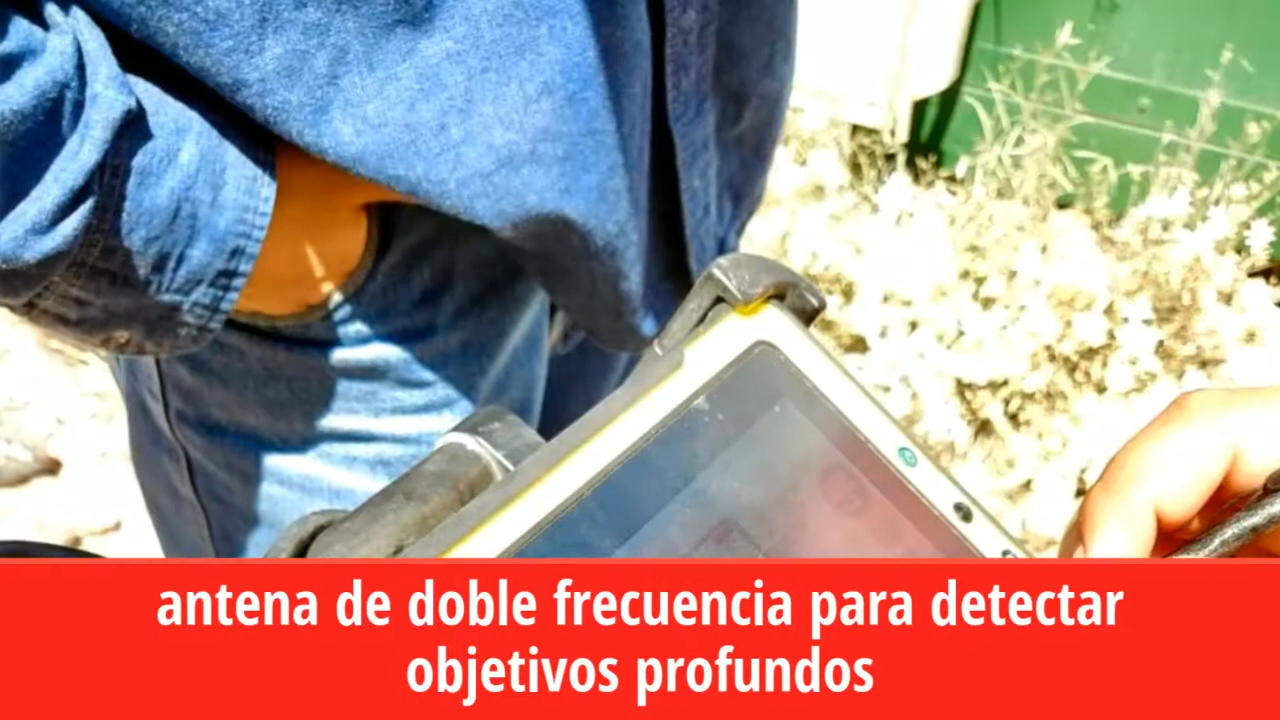 antena de doble frecuencia para detectar
objetivos profundos